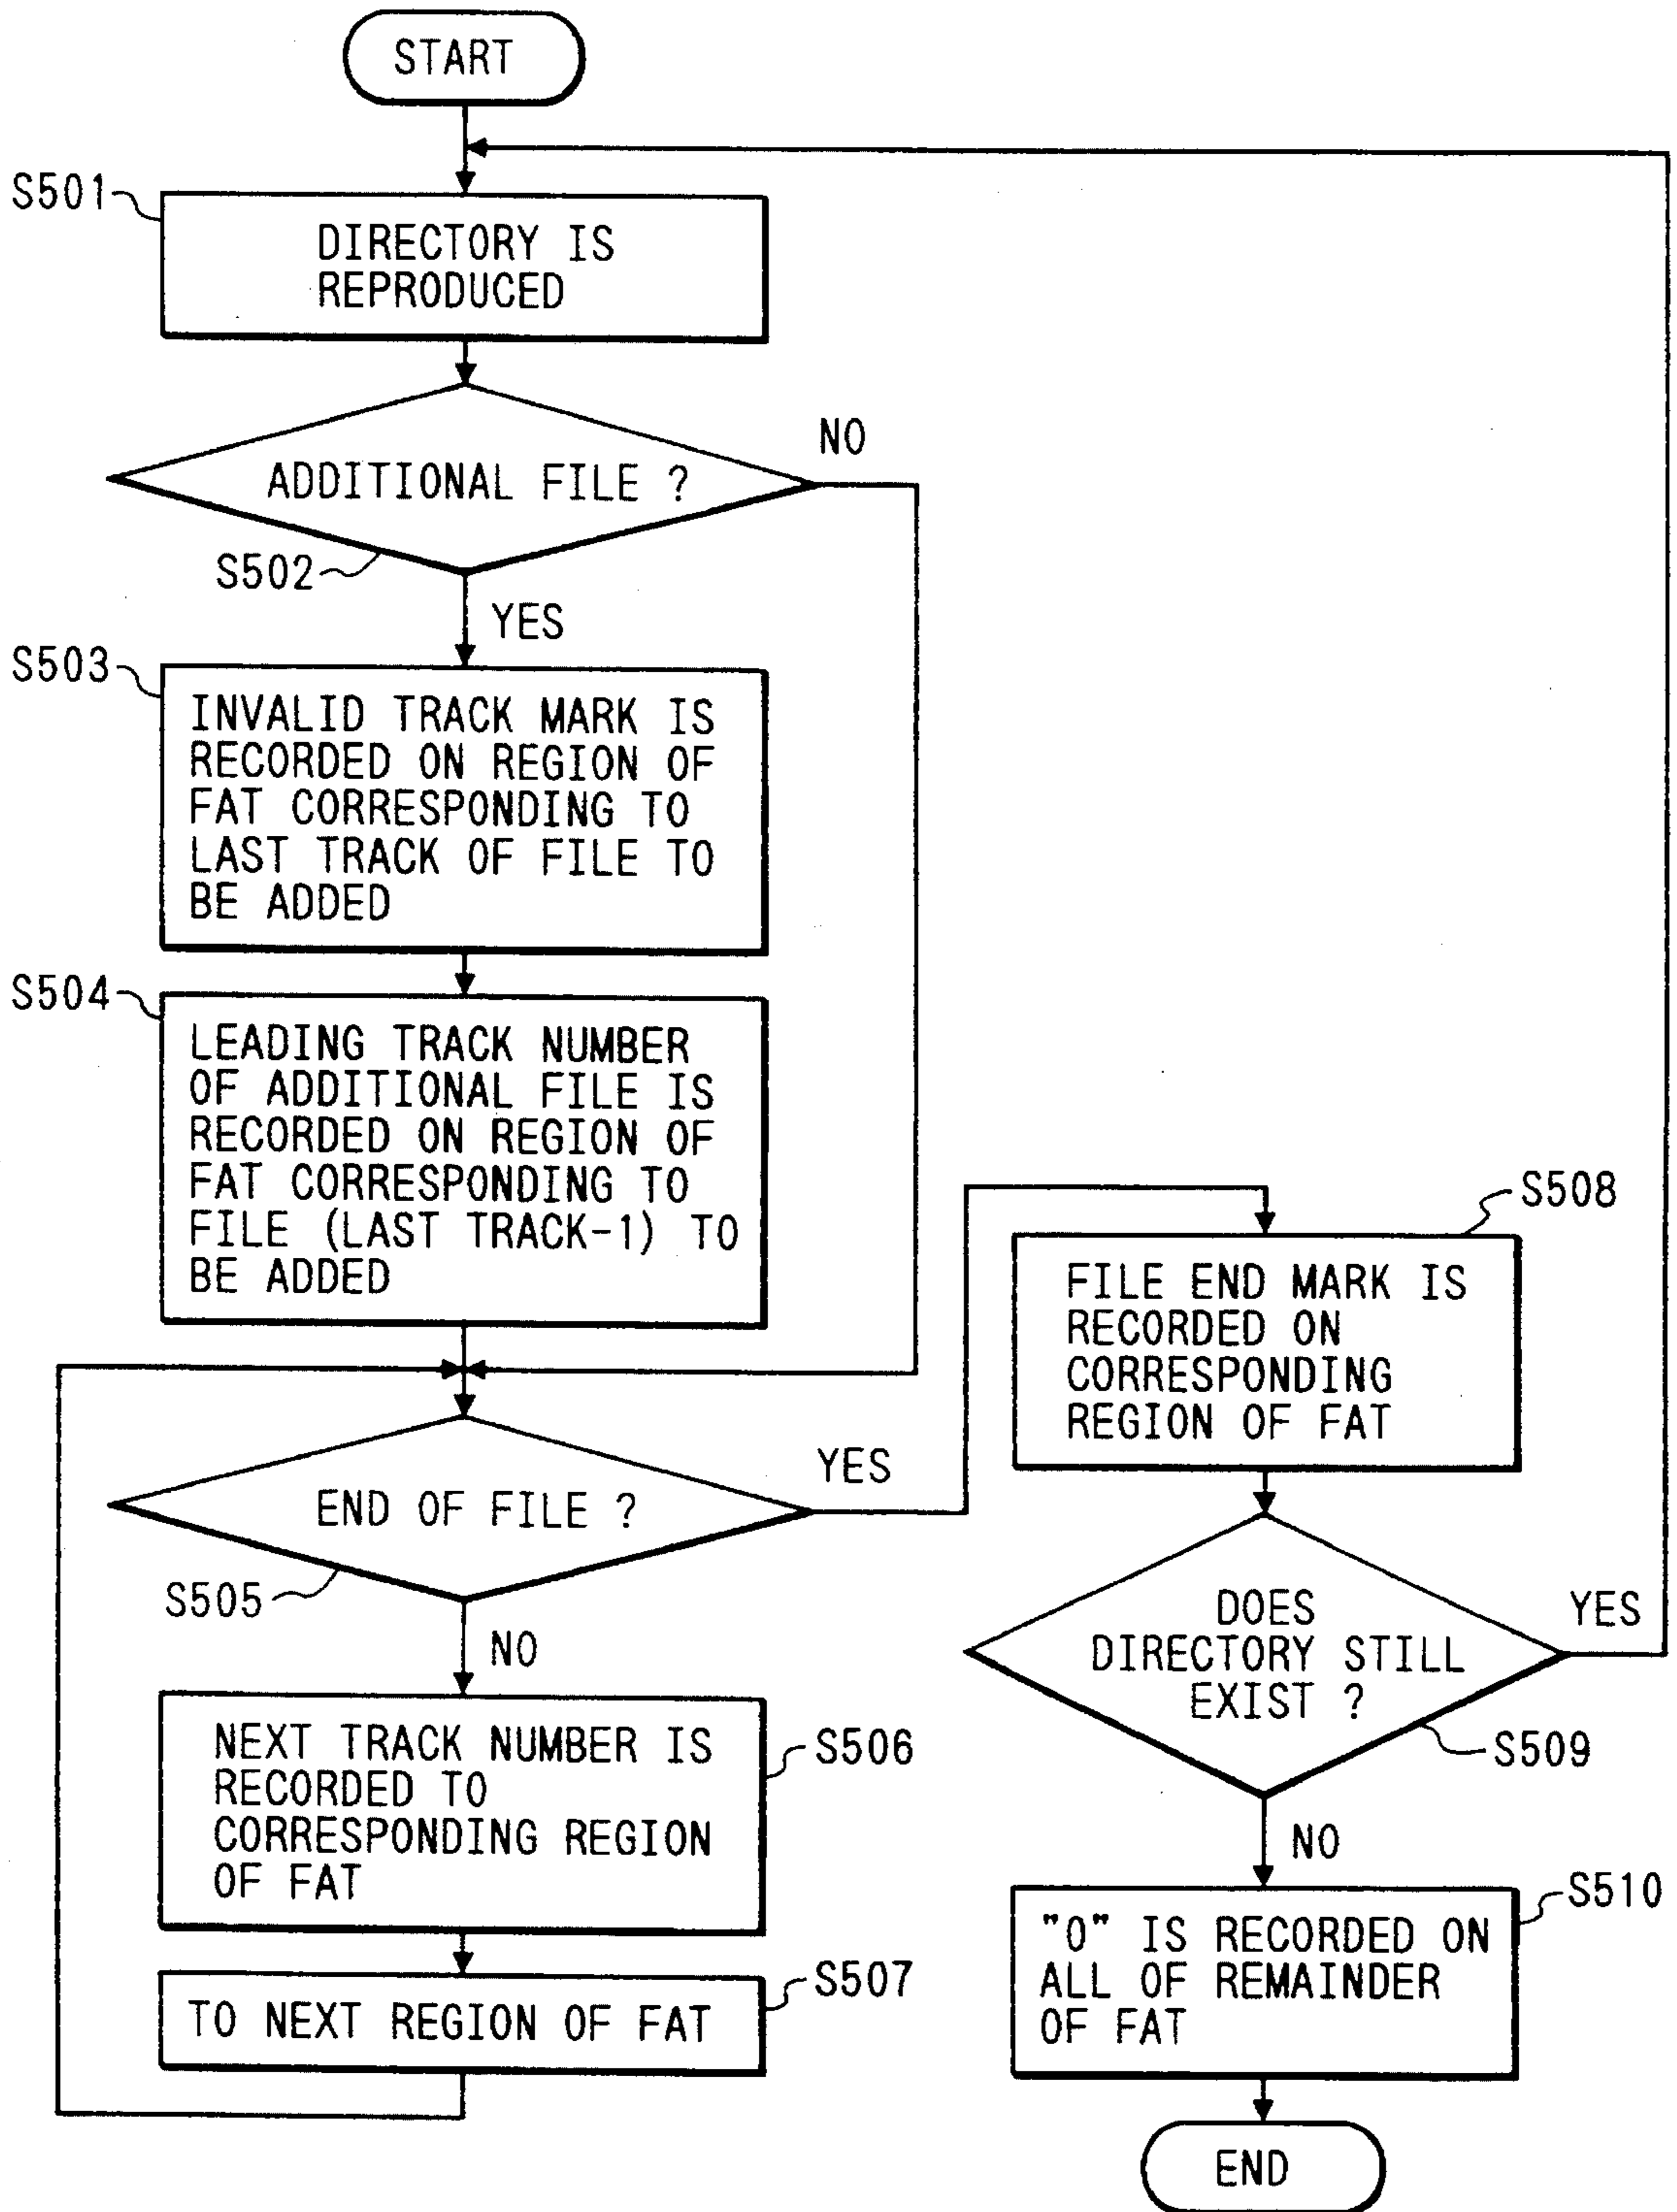 START
S501
DIRECTORY IS
REPRODUCED
NO
ADDITIONAL FILE ?
S502
YES
S503
INVALID TRACK MARK IS
RECORDED ON REGION OF
FAT CORRESPONDING TO
LAST TRACK OF FILE TO
BE ADDED
S504
LEADING TRACK NUMBER
OF ADDITIONAL FILE IS
RECORDED ON REGION OF
FAT CORRESPONDING TO
FILE (LAST TRACK-1) TO
BE ADDED
YES
END OF FILE ?
S505
NO
NEXT TRACK NUMBER IS
RECORDED TO
CORRESPONDING REGION
OF FAT
S506
TO NEXT REGION OF FAT
S507
S508
FILE END MARK IS
RECORDED ON
CORRESPONDING
REGION OF FAT
DOES
DIRECTORY STILL
EXIST ?
YES
S509
NO
S510
"0" IS RECORDED ON
ALL OF REMAINDER
OF FAT
END